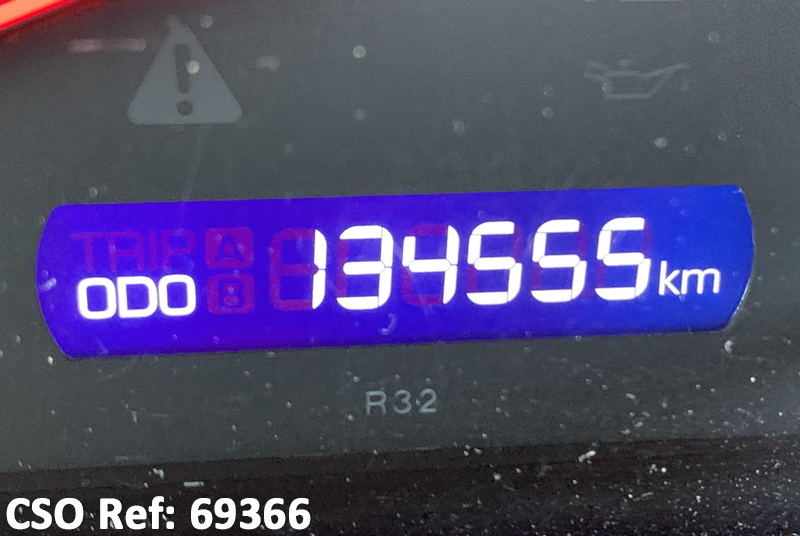 TRIP A
ODO 134555 km
R32
CSO Ref: 69366